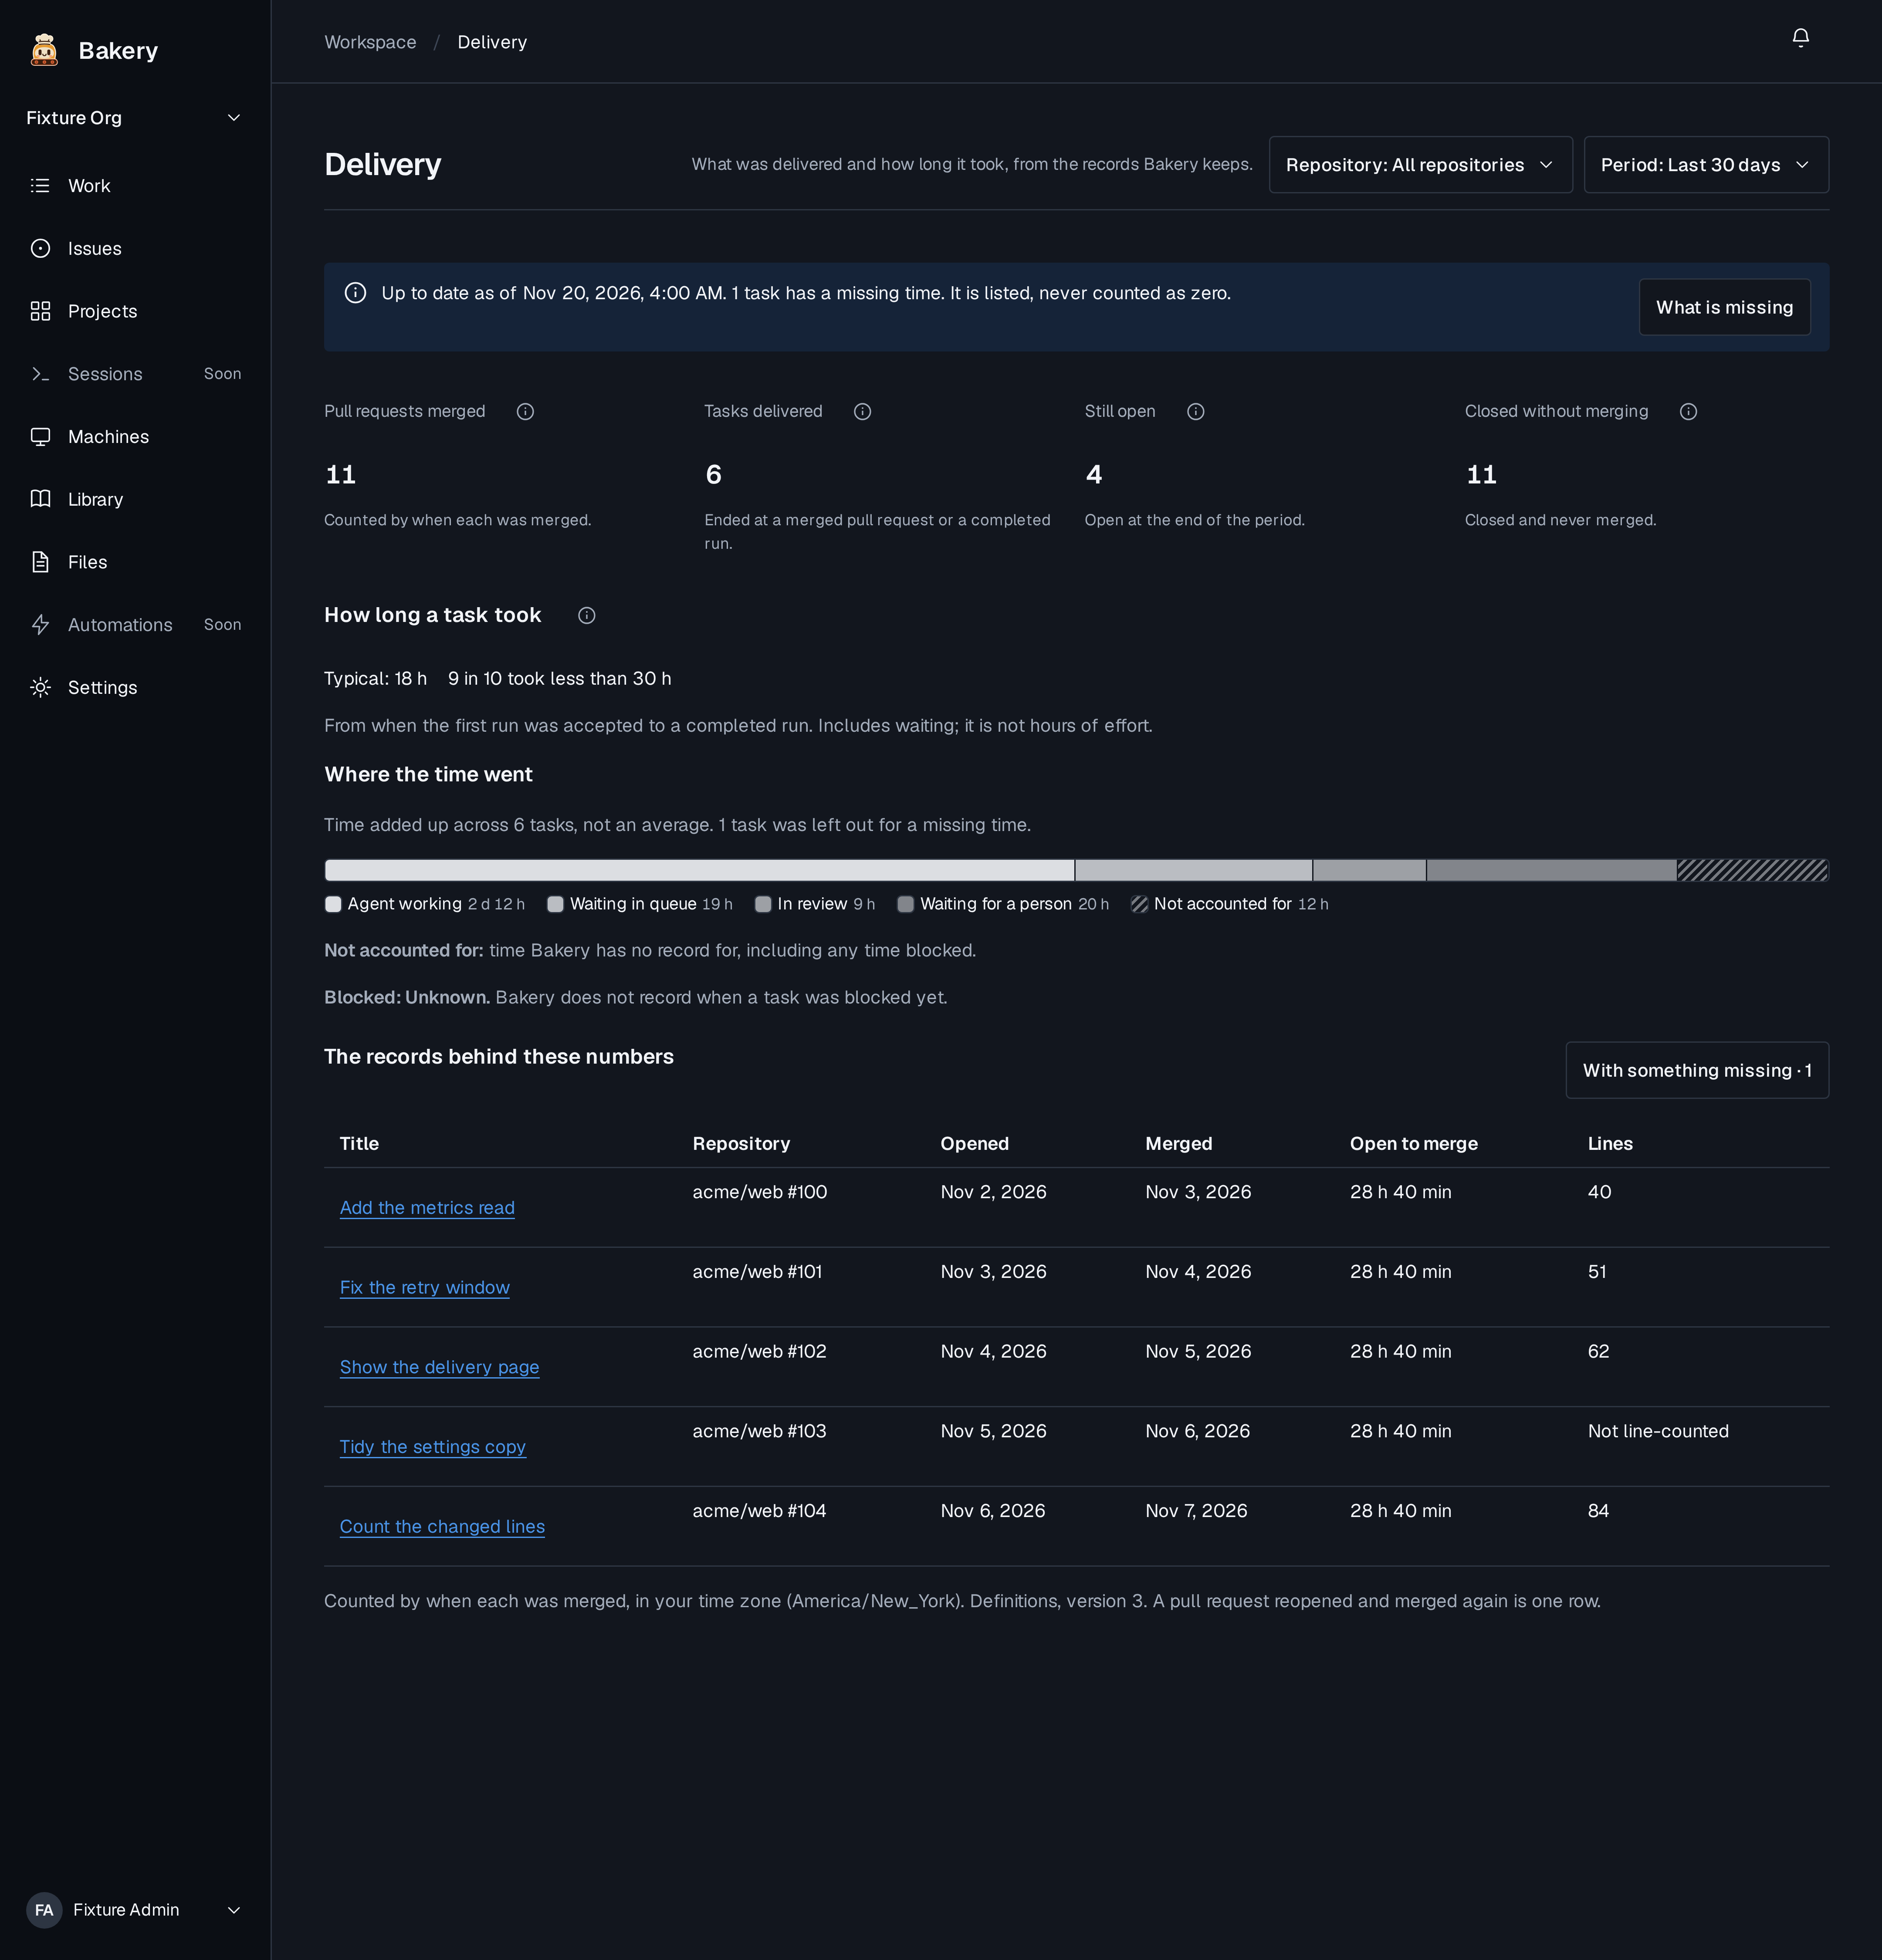 Bakery
Fixture Org
Work
Issues
Projects
Sessions Soon
Machines
Library
Files
Automations Soon
Settings
FA Fixture Admin
Workspace / Delivery
Delivery
What was delivered and how long it took, from the records Bakery keeps.
Repository: All repositories
Period: Last 30 days
Up to date as of Nov 20, 2026, 4:00 AM. 1 task has a missing time. It is listed, never counted as zero.
What is missing
Pull requests merged
11
Counted by when each was merged.
Tasks delivered
6
Ended at a merged pull request or a completed
run.
Still open
4
Open at the end of the period.
Closed without merging
11
Closed and never merged.
How long a task took
Typical: 18 h 9 in 10 took less than 30 h
From when the first run was accepted to a completed run. Includes waiting; it is not hours of effort.
Where the time went
Time added up across 6 tasks, not an average. 1 task was left out for a missing time.
Agent working 2 d 12 h Waiting in queue 19 h In review 9 h Waiting for a person 20 h Not accounted for 12 h
Not accounted for: time Bakery has no record for, including any time blocked.
Blocked: Unknown. Bakery does not record when a task was blocked yet.
The records behind these numbers
With something missing · 1
Title Repository Opened Merged Open to merge Lines
Add the metrics read acme/web #100 Nov 2, 2026 Nov 3, 2026 28 h 40 min 40
Fix the retry window acme/web #101 Nov 3, 2026 Nov 4, 2026 28 h 40 min 51
Show the delivery page acme/web #102 Nov 4, 2026 Nov 5, 2026 28 h 40 min 62
Tidy the settings copy acme/web #103 Nov 5, 2026 Nov 6, 2026 28 h 40 min Not line-counted
Count the changed lines acme/web #104 Nov 6, 2026 Nov 7, 2026 28 h 40 min 84
Counted by when each was merged, in your time zone (America/New_York). Definitions, version 3. A pull request reopened and merged again is one row.